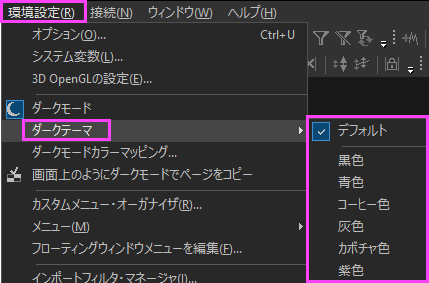 環境設定(R) 接続(N) ウィンドウ(W) ヘルプ(H)
オプション(O)... Ctrl+U
システム変数(L)...
3D OpenGLの設定(E)...
ダークモード
ダークテーマ
ダークモードカラーマッピング...
画面上のようにダークモードでページをコピー
カスタムメニュー・オーガナイザ(R)...
メニュー(M)
フローティングウィンドウメニューを編集(F)...
インポートフィルタ・マネージャ(I)...
デフォルト
黒色
青色
コーヒー色
灰色
カボチャ色
紫色